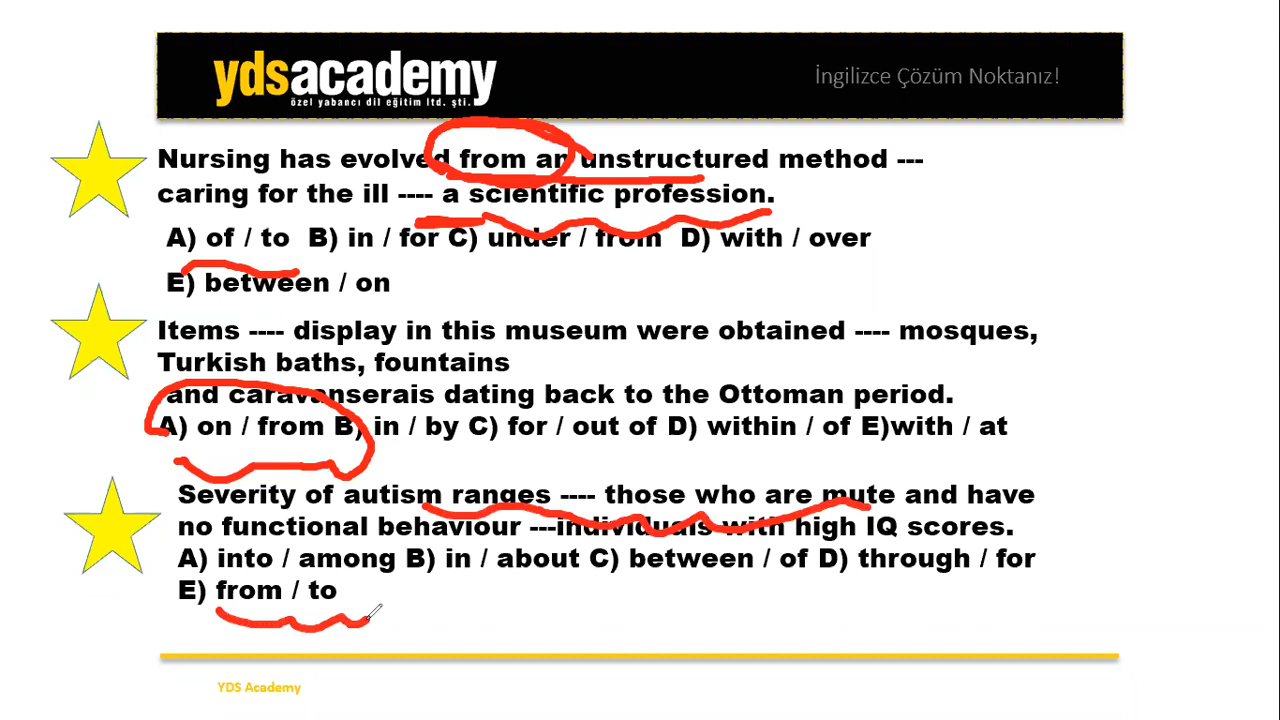 ydsacademy
özel yabancı dil eğitim ltd. şti.
İngilizce Çözüm Noktanız!
Nursing has evolved from an unstructured method ---
caring for the ill ---- a scientific profession.
A) of / to B) in / for C) under / from D) with / over
E) between / on
Items ---- display in this museum were obtained ---- mosques,
Turkish baths, fountains
and caravanserais dating back to the Ottoman period.
A) on / from B) in / by C) for / out of D) within / of E)with / at
Severity of autism ranges ---- those who are mute and have
no functional behaviour ---individuals with high IQ scores.
A) into / among B) in / about C) between / of D) through / for
E) from / to
YDS Academy